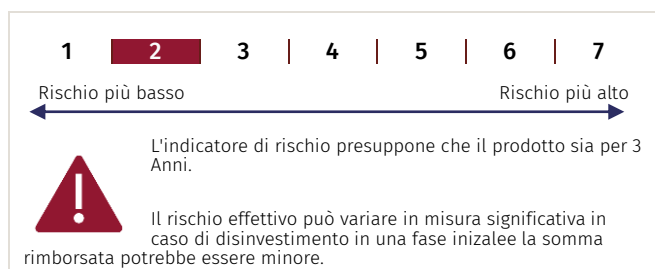 1 2 3 4 5 6 7
Rischio più basso Rischio più alto
L'indicatore di rischio presuppone che il prodotto sia per 3
Anni.
Il rischio effettivo può variare in misura significativa in
caso di disinvestimento in una fase inizalee la somma
rimborsata potrebbe essere minore.